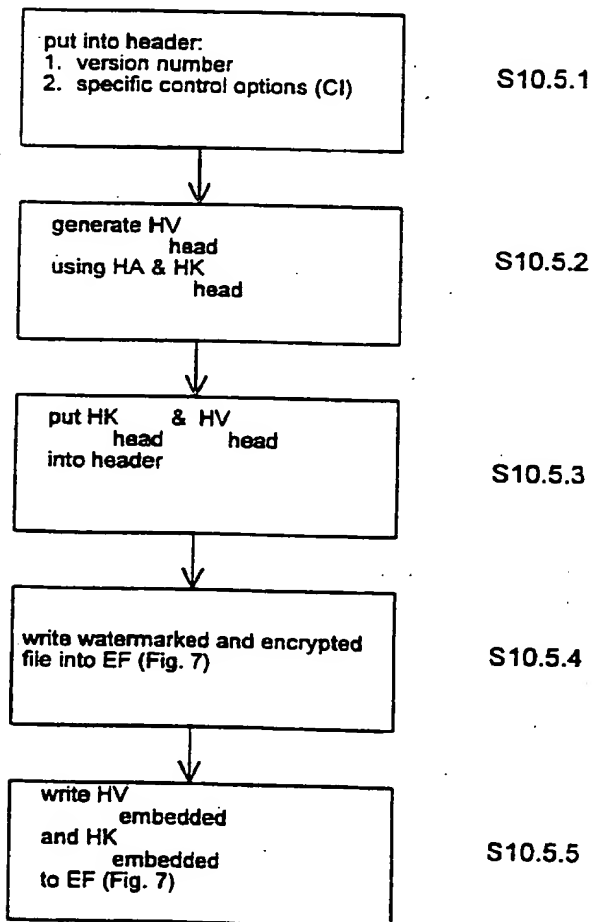 put into header:
1. version number
2. specific control options (CI)
S10.5.1
generate HV
head
using HA & HK
head
S10.5.2
put HK & HV
head head
into header
S10.5.3
write watermarked and encrypted
file into EF (Fig. 7)
S10.5.4
write HV
embedded
and HK
embedded
to EF (Fig. 7)
S10.5.5